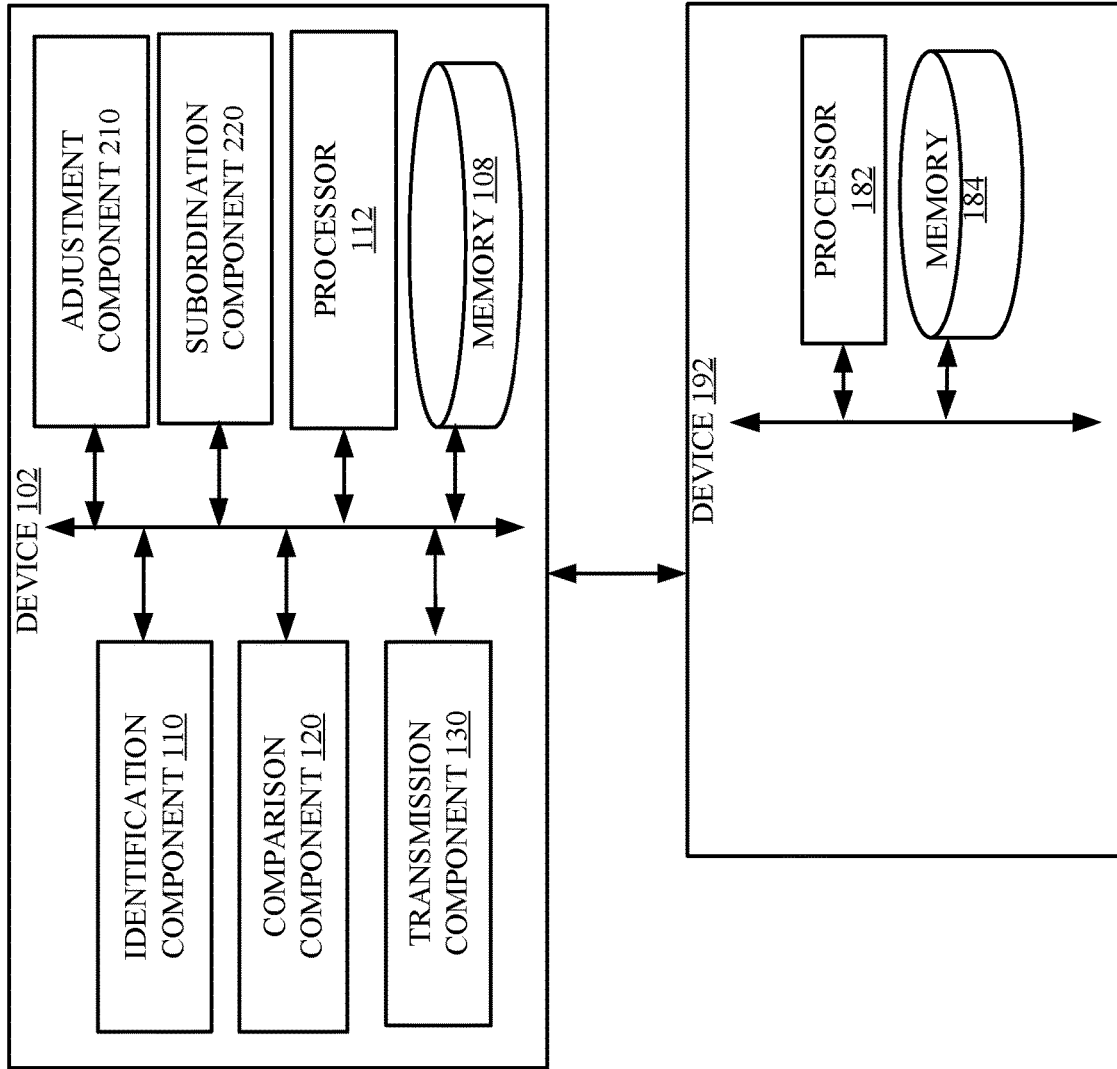 DEVICE 102
IDENTIFICATION
COMPONENT 110
COMPARISON
COMPONENT 120
TRANSMISSION
COMPONENT 130
ADJUSTMENT
COMPONENT 210
SUBORDINATION
COMPONENT 220
PROCESSOR
112
MEMORY 108
DEVICE 192
PROCESSOR
182
MEMORY
184